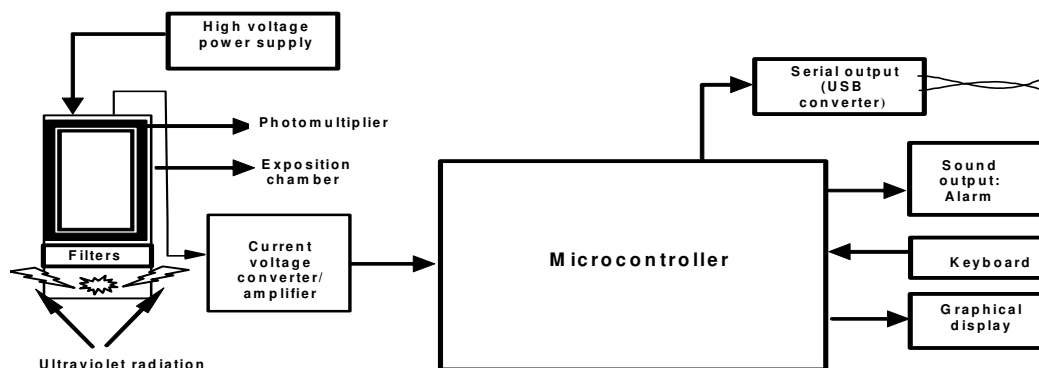 High voltage
power supply
Photomultiplier
Exposition
chamber
Filters
Ultraviolet radiation
Current
voltage
converter/
amplifier
Microcontroller
Serial output
(USB
converter)
Sound
output:
Alarm
Keyboard
Graphical
display